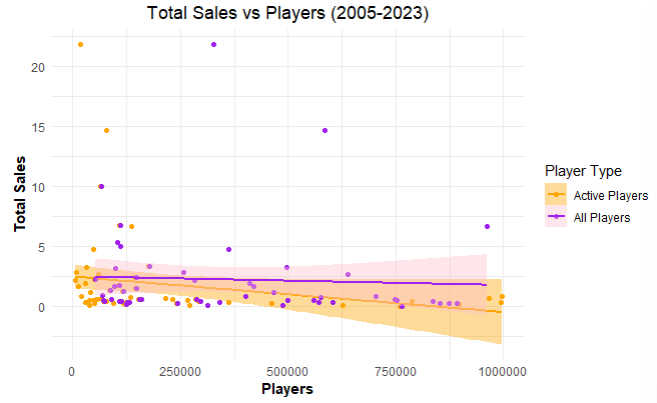 Total Sales vs Players (2005-2023)
20
15
10
5
0
Total Sales
0 250000 500000 750000 1000000
Players
Player Type
Active Players
All Players